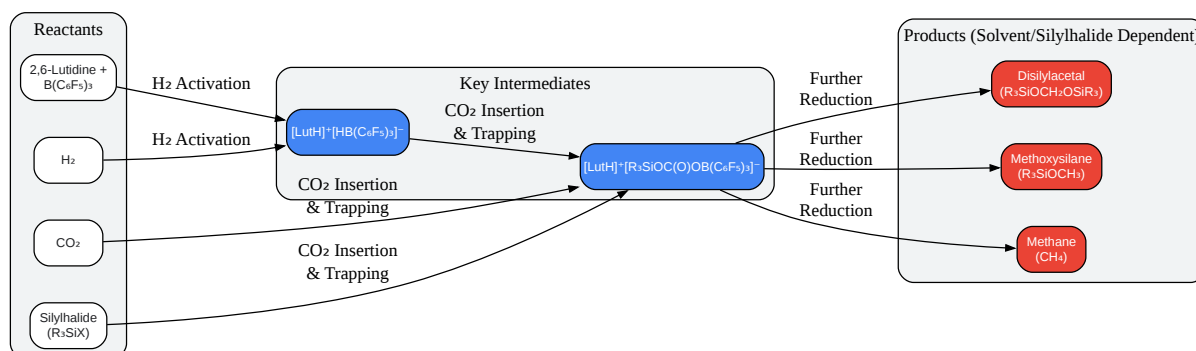 Reactants
2,6-Lutidine +
B(C₆F₅)₃
H₂
CO₂
Silylhalide
(R₃SiX)
H₂ Activation
H₂ Activation
CO₂ Insertion
& Trapping
CO₂ Insertion
& Trapping
Key Intermediates
[LutH]⁺[HB(C₆F₅)₃]⁻
CO₂ Insertion
& Trapping
[LutH]⁺[R₃SiOC(O)OB(C₆F₅)₃]⁻
Further
Reduction
Further
Reduction
Further
Reduction
Products (Solvent/Silylhalide Dependent)
Disilylacetal
(R₃SiOCH₂OSiR₃)
Methoxysilane
(R₃SiOCH₃)
Methane
(CH₄)